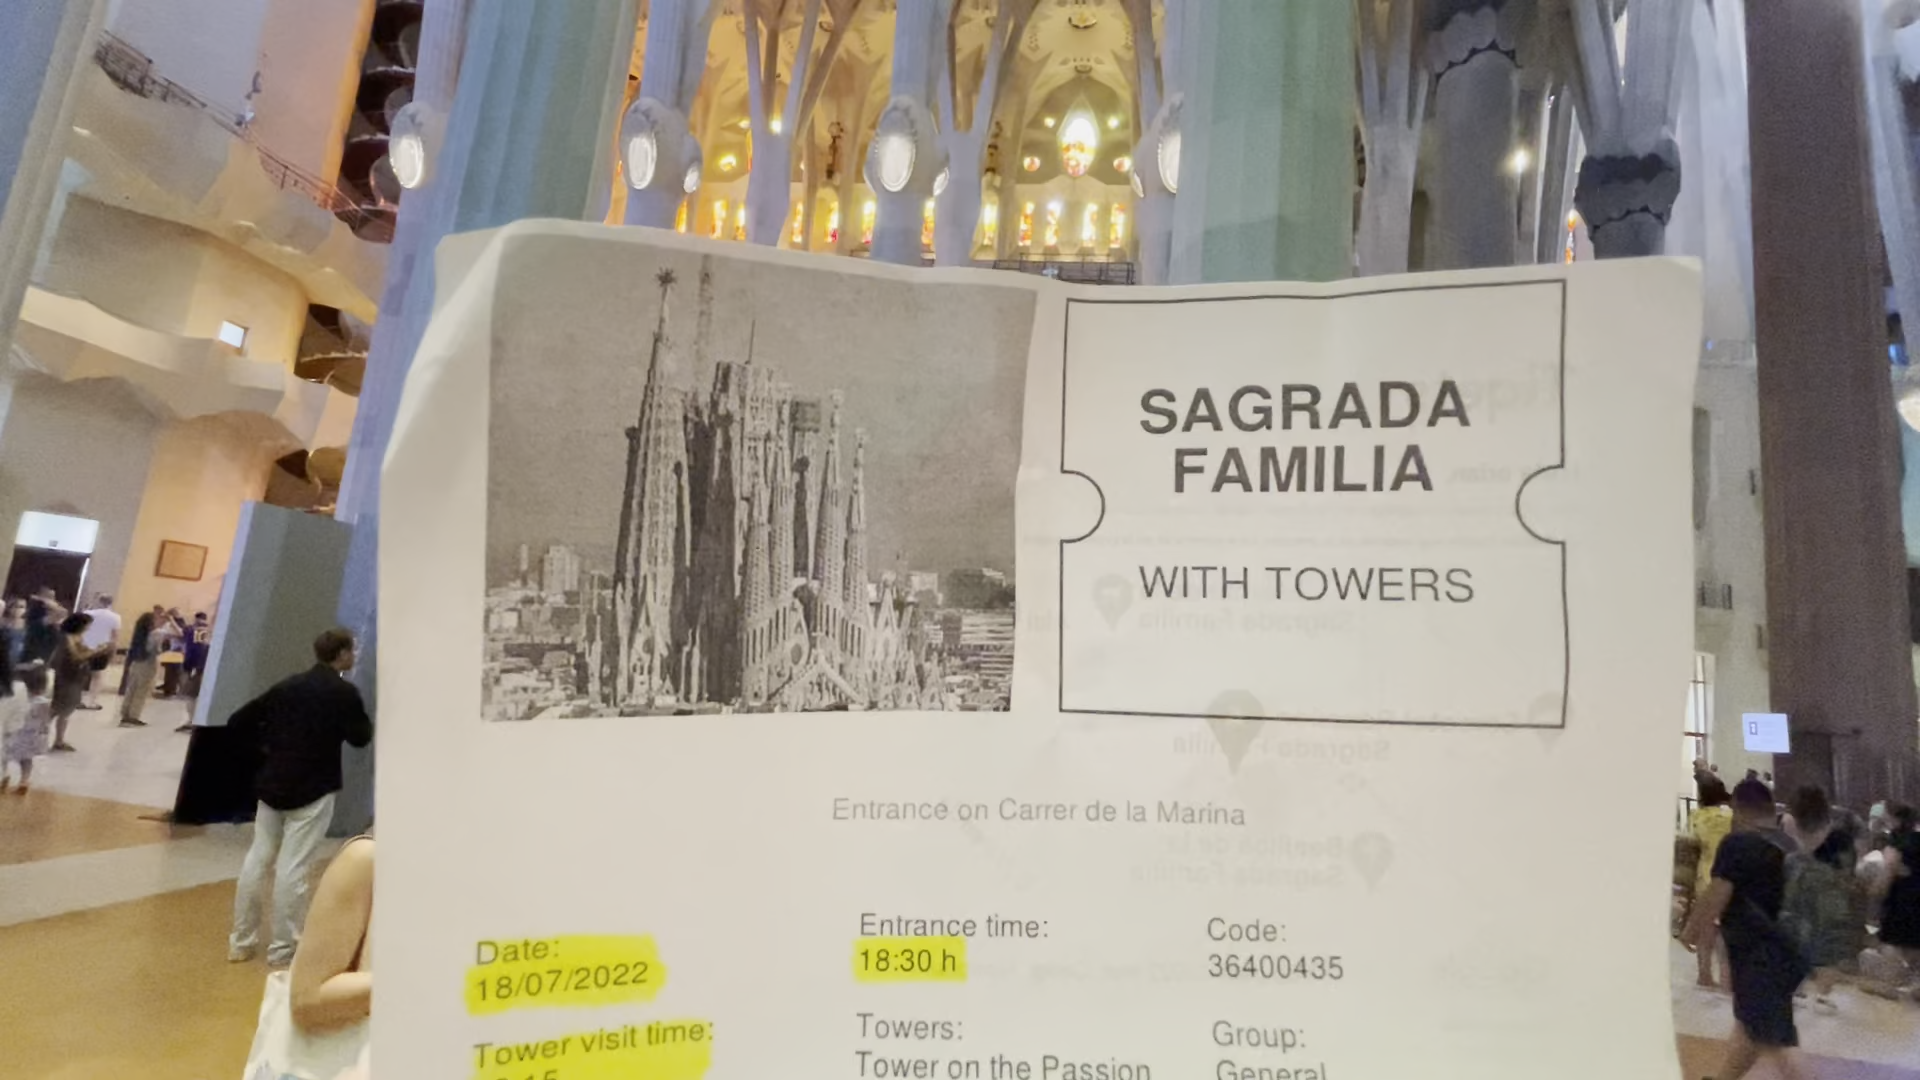 SAGRADA
FAMILIA
WITH TOWERS
Entrance on Carrer de la Marina
Date:
18/07/2022
Entrance time:
18:30 h
Code:
36400435
Tower visit time:
Towers:
Tower on the Passion
Group:
General